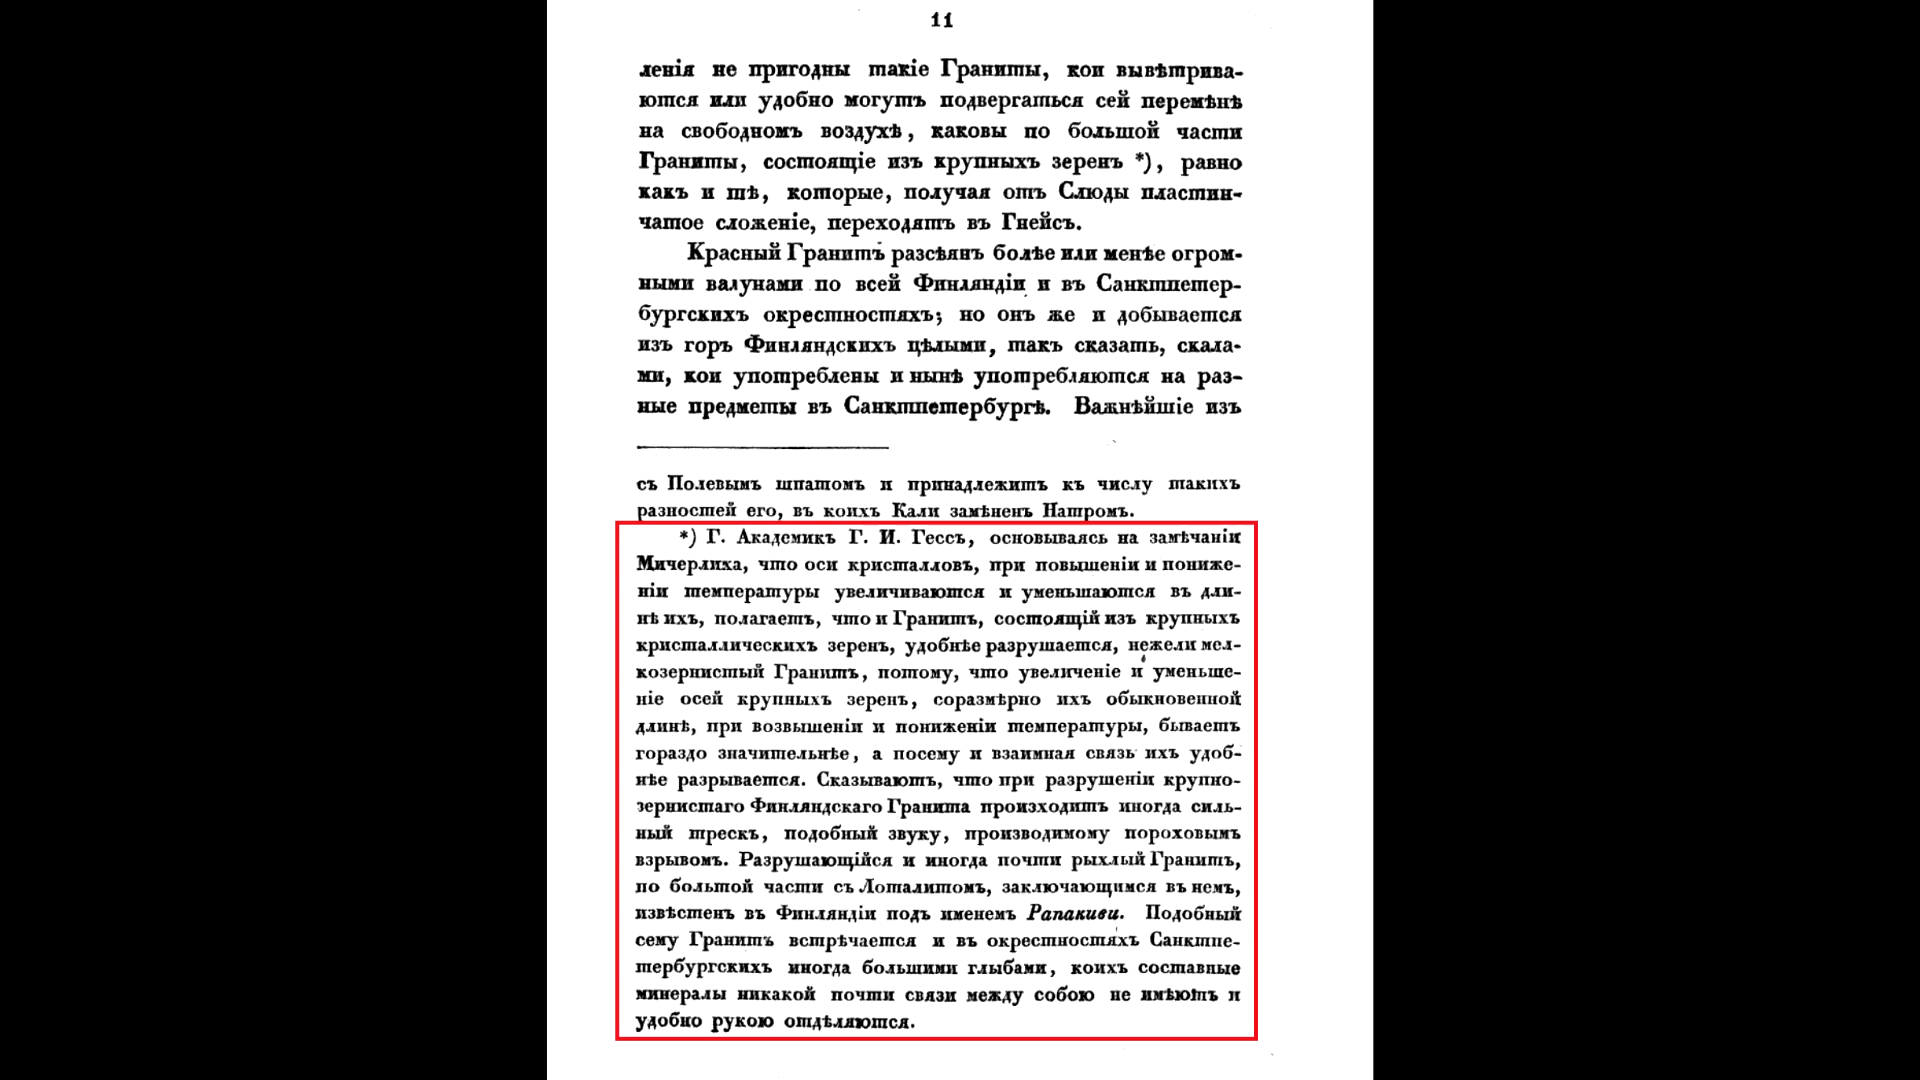 11
ленія не пригодны такіе Граниты, кои вывѣтрива-
ются или удобно могутъ подвергаться сей перемѣнѣ
на свободномъ воздухѣ, каковы по большой части
Граниты, состоящіе изъ крупныхъ зеренъ *), равно
какъ и тѣ, которые, получая отъ Слюды пластин-
чатое сложеніе, переходятъ въ Гнейсъ.
Красный Гранитъ разсѣянъ болѣе или менѣе огром-
ными валунами по всей Финляндіи и въ Санктпетер-
бургскихъ окрестностяхъ; но онъ же и добывается
изъ горъ Финляндскихъ цѣлыми, такъ сказать, скала-
ми, кои употреблены и нынѣ употребляются на раз-
ные предметы въ Санктпетербургѣ. Важнѣйшіе изъ
съ Полевымъ шпатомъ и принадлежитъ къ числу такихъ
разностей его, въ коихъ Кали замѣненъ Натромъ.
*) Г. Академикъ Г. И. Гессъ, основываясь на замѣчаніи
Мичерлиха, что оси кристалловъ, при повышеніи и пониже-
ніи температуры увеличиваются и уменьшаются въ дли-
нѣ ихъ, полагаетъ, что и Гранитъ, состоящій изъ крупныхъ
кристаллическихъ зеренъ, удобнѣе разрушается, нежели мел-
козернистый Гранитъ, потому, что увеличеніе и уменьше-
ніе осей крупныхъ зеренъ, соразмѣрно ихъ обыкновенной
длинѣ, при возвышеніи и пониженіи температуры, бываетъ
гораздо значительнѣе, а посему и взаимная связь ихъ удоб-
нѣе разрывается. Сказываютъ, что при разрушеніи крупно-
зернистаго Финляндскаго Гранита происходитъ иногда силь-
ный трескъ, подобный звуку, производимому пороховымъ
взрывомъ. Разрушающійся и иногда почти рыхлый Гранитъ,
по большой части съ Лоталитомъ, заключающимся въ немъ,
извѣстенъ въ Финляндіи подъ именемъ Рапакиви. Подобный
сему Гранитъ встрѣчается и въ окрестностяхъ Санктпе-
тербургскихъ иногда большими глыбами, коихъ составные
минералы никакой почти связи между собою не имѣютъ и
удобно рукою отдѣляются.